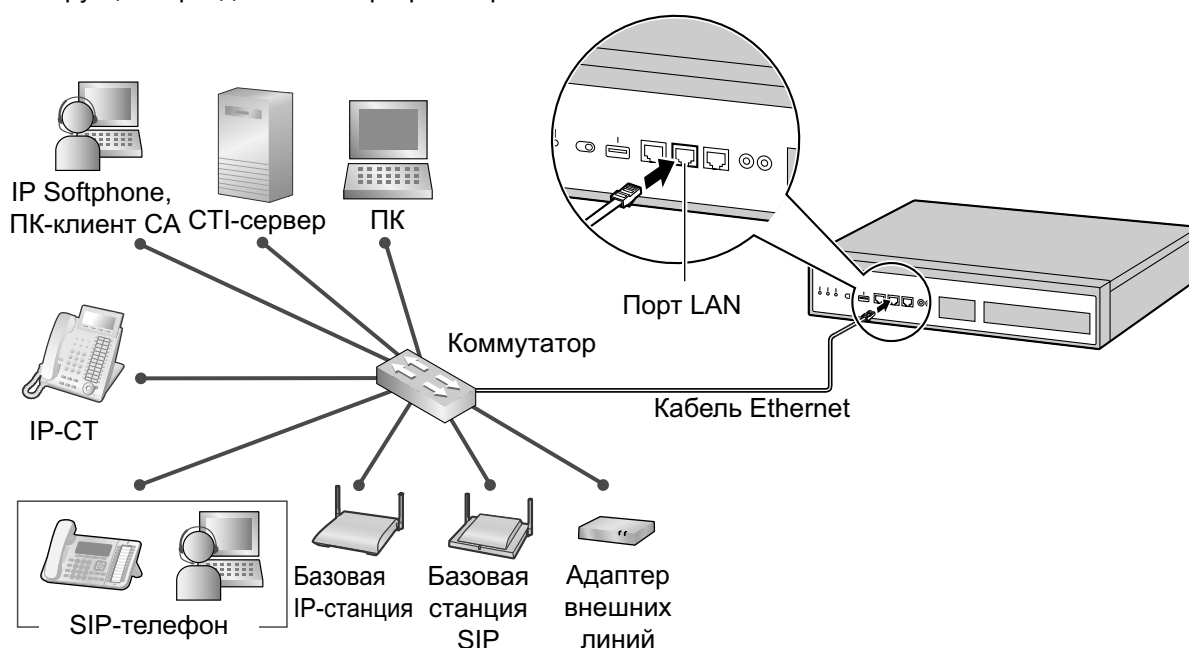 IP Softphone,
ПК-клиент CA
CTI-сервер
ПК
Порт LAN
Коммутатор
Кабель Ethernet
IP-СТ
SIP-телефон
Базовая
IP-станция
Базовая
станция
SIP
Адаптер
внешних
линий